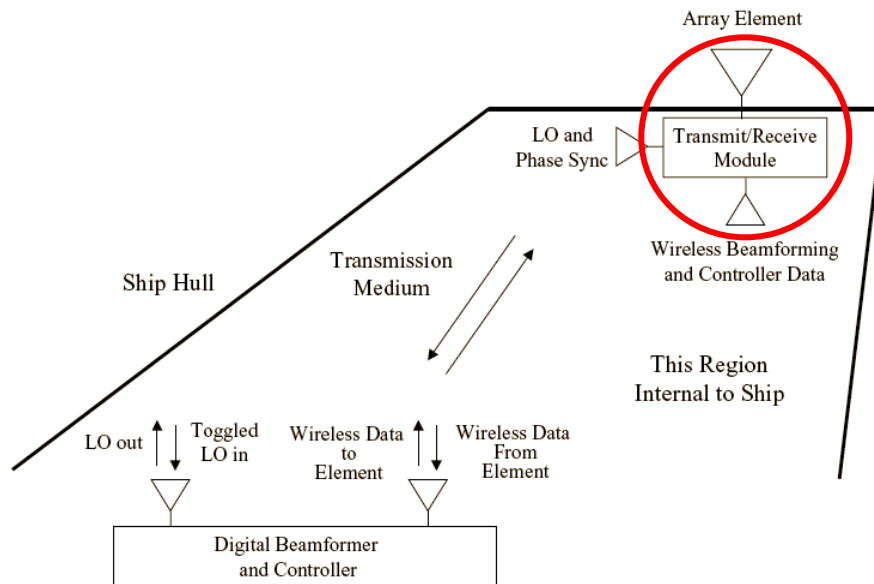 Array Element
LO and
Phase Sync
Transmit/Receive
Module
Wireless Beamforming
and Controller Data
Transmission
Medium
Ship Hull
This Region
Internal to Ship
LO out
Toggled
LO in
Wireless Data
to
Element
Wireless Data
From
Element
Digital Beamformer
and Controller